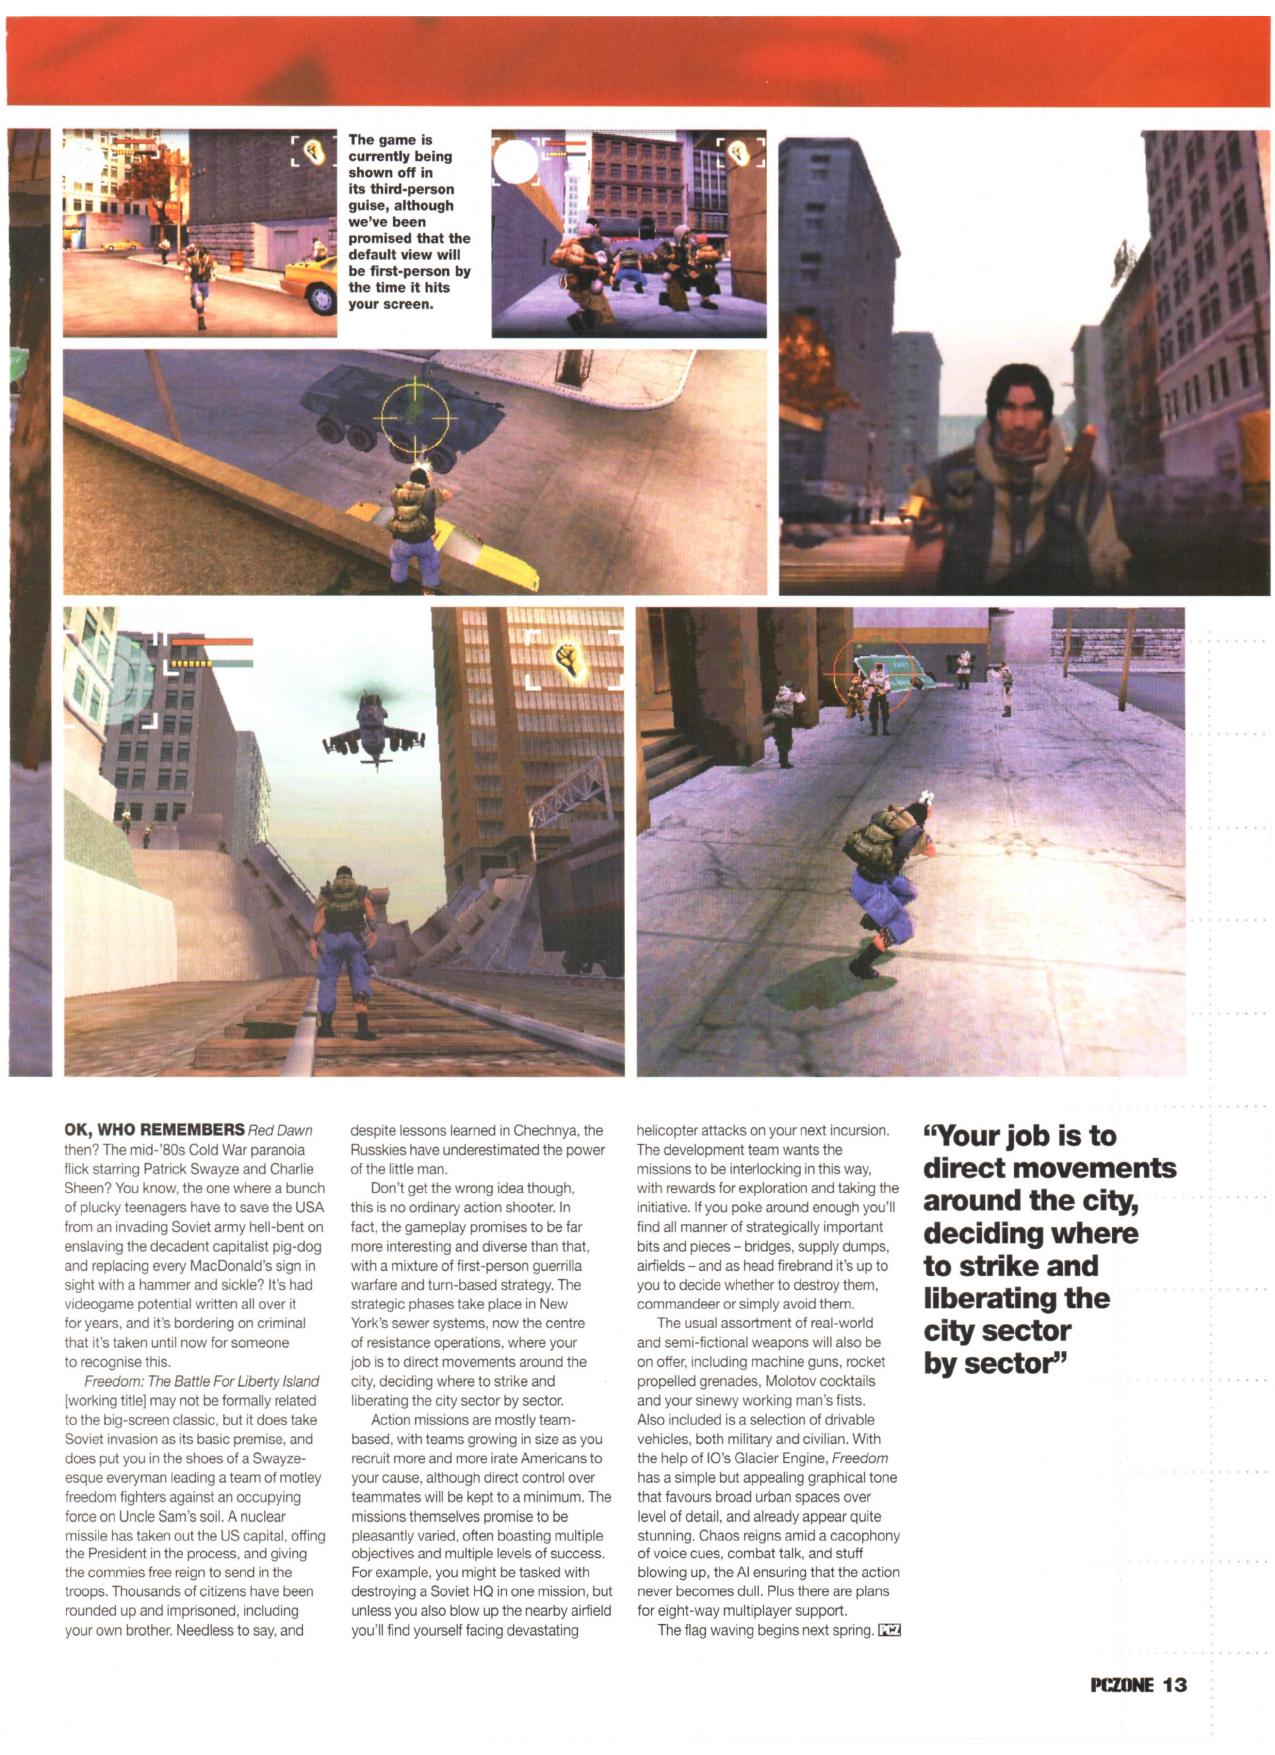 The game is
currently being
shown off in
its third-person
guise, although
we've been
promised that the
default view will
be first-person by
the time it hits
your screen.
OK, WHO REMEMBERS Red Dawn
then? The mid-'80s Cold War paranoia
flick starring Patrick Swayze and Charlie
Sheen? You know, the one where a bunch
of plucky teenagers have to save the USA
from an invading Soviet army hell-bent on
enslaving the decadent capitalist pig-dog
and replacing every MacDonald's sign in
sight with a hammer and sickle? It's had
videogame potential written all over it
for years, and it's bordering on criminal
that it's taken until now for someone
to recognise this.
Freedom: The Battle For Liberty Island
[working title] may not be formally related
to the big-screen classic, but it does take
Soviet invasion as its basic premise, and
does put you in the shoes of a Swayze-
esque everyman leading a team of motley
freedom fighters against an occupying
force on Uncle Sam's soil. A nuclear
missile has taken out the US capital, offing
the President in the process, and giving
the commies free reign to send in the
troops. Thousands of citizens have been
rounded up and imprisoned, including
your own brother. Needless to say, and
despite lessons learned in Chechnya, the
Russkies have underestimated the power
of the little man.
Don't get the wrong idea though,
this is no ordinary action shooter. In
fact, the gameplay promises to be far
more interesting and diverse than that,
with a mixture of first-person guerrilla
warfare and turn-based strategy. The
strategic phases take place in New
York's sewer systems, now the centre
of resistance operations, where your
job is to direct movements around the
city, deciding where to strike and
liberating the city sector by sector.
Action missions are mostly team-
based, with teams growing in size as you
recruit more and more irate Americans to
your cause, although direct control over
teammates will be kept to a minimum. The
missions themselves promise to be
pleasantly varied, often boasting multiple
objectives and multiple levels of success.
For example, you might be tasked with
destroying a Soviet HQ in one mission, but
unless you also blow up the nearby airfield
you'll find yourself facing devastating
helicopter attacks on your next incursion.
The development team wants the
missions to be interlocking in this way,
with rewards for exploration and taking the
initiative. If you poke around enough you'll
find all manner of strategically important
bits and pieces – bridges, supply dumps,
airfields – and as head firebrand it's up to
you to decide whether to destroy them,
commandeer or simply avoid them.
The usual assortment of real-world
and semi-fictional weapons will also be
on offer, including machine guns, rocket
propelled grenades, Molotov cocktails
and your sinewy working man's fists.
Also included is a selection of drivable
vehicles, both military and civilian. With
the help of IO's Glacier Engine, Freedom
has a simple but appealing graphical tone
that favours broad urban spaces over
level of detail, and already appear quite
stunning. Chaos reigns amid a cacophony
of voice cues, combat talk, and stuff
blowing up, the AI ensuring that the action
never becomes dull. Plus there are plans
for eight-way multiplayer support.
The flag waving begins next spring. PCZ
“Your job is to
direct movements
around the city,
deciding where
to strike and
liberating the
city sector
by sector”
PCZONE 13